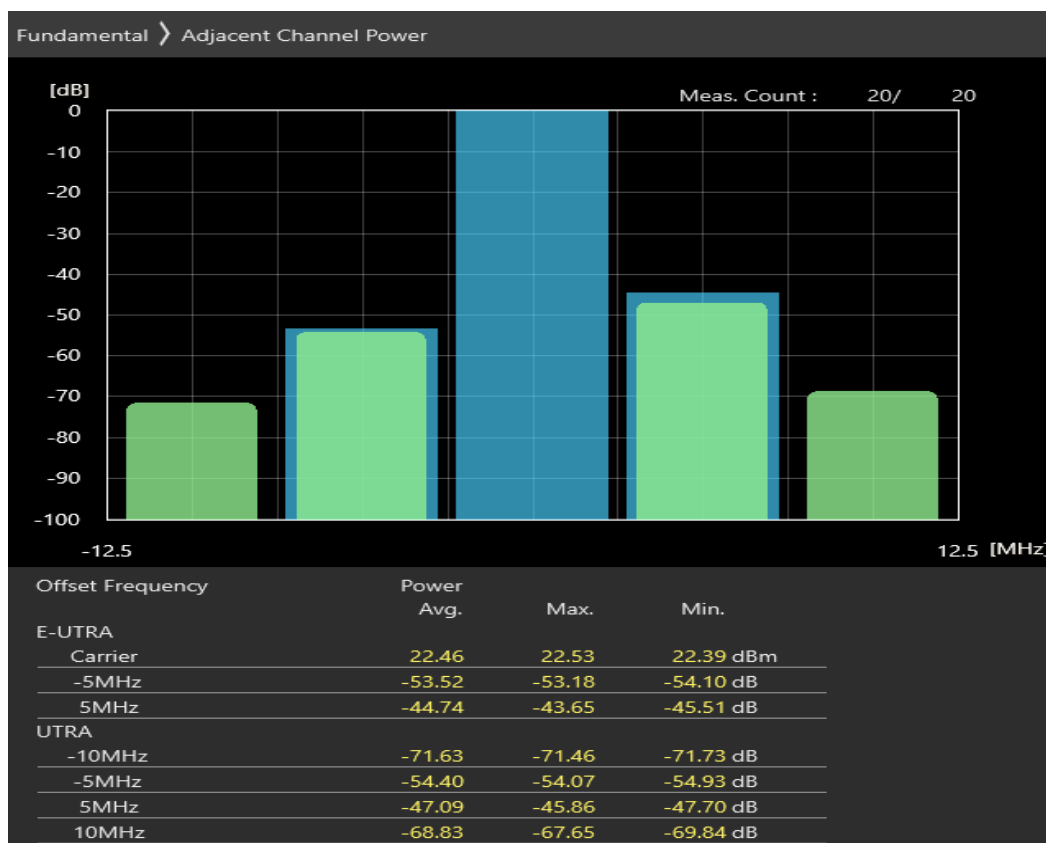 Fundamental 〉 Adjacent Channel Power
[dB]
Meas. Count : 20/ 20
0
-10
-20
-30
-40
-50
-60
-70
-80
-90
-100
-12.5 12.5 [MHz]
Offset Frequency Power
Avg. Max. Min.
E-UTRA
Carrier 22.46 22.53 22.39 dBm
-5MHz -53.52 -53.18 -54.10 dB
5MHz -44.74 -43.65 -45.51 dB
UTRA
-10MHz -71.63 -71.46 -71.73 dB
-5MHz -54.40 -54.07 -54.93 dB
5MHz -47.09 -45.86 -47.70 dB
10MHz -68.83 -67.65 -69.84 dB